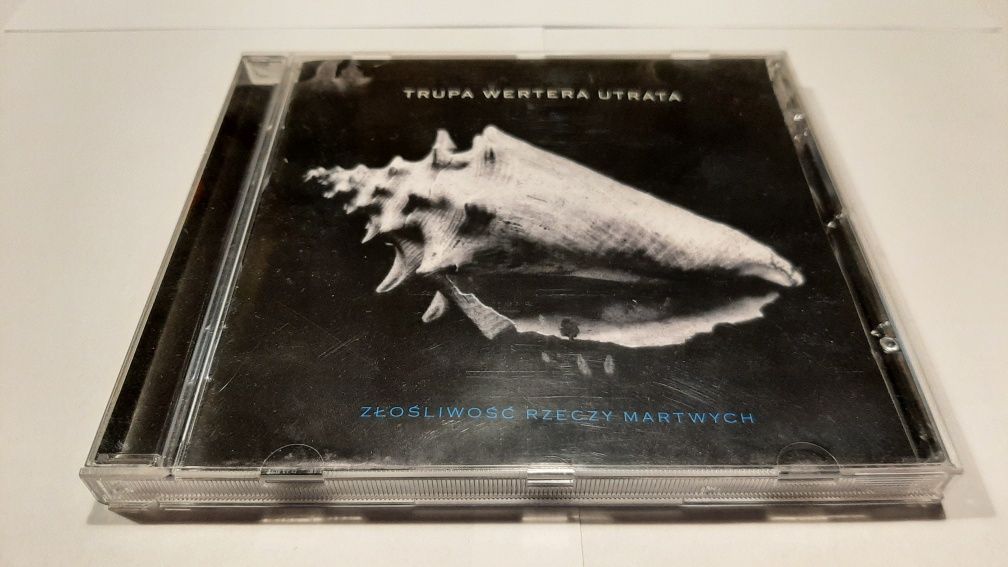 TRUPA WERTERA UTRATA
ZŁOŚLIWOŚĆ RZECZY MARTWYCH